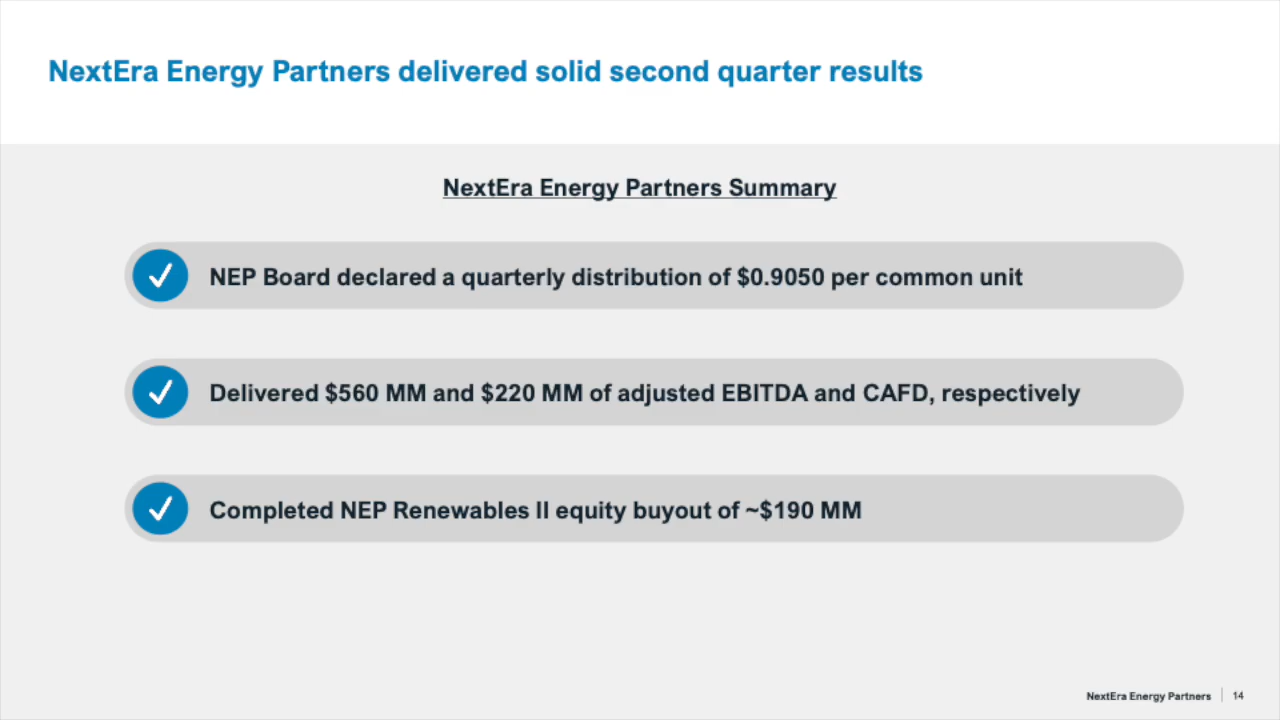 NextEra Energy Partners delivered solid second quarter results
NextEra Energy Partners Summary
NEP Board declared a quarterly distribution of $0.9050 per common unit
Delivered $560 MM and $220 MM of adjusted EBITDA and CAFD, respectively
Completed NEP Renewables II equity buyout of ~$190 MM
NextEra Energy Partners | 14